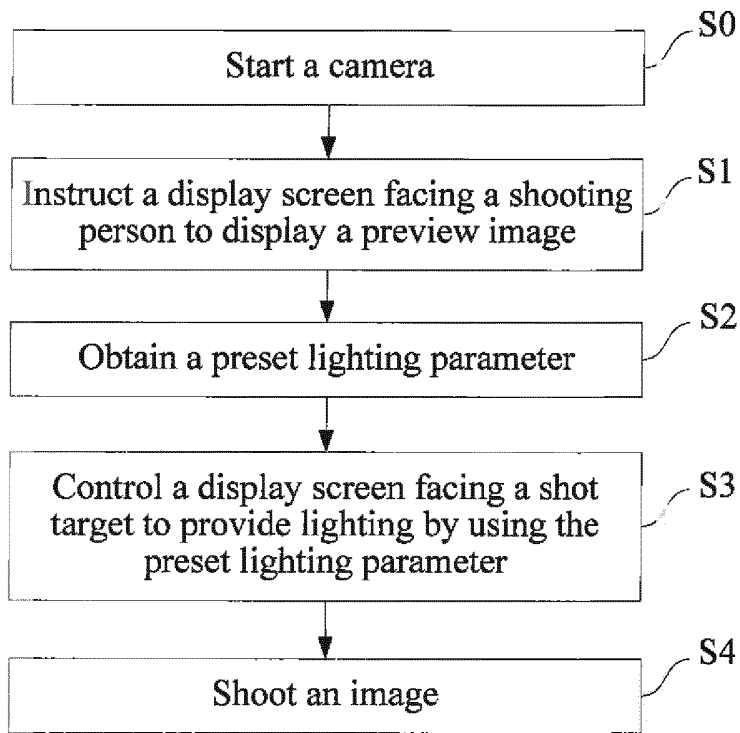 S0
Start a camera
S1
Instruct a display screen facing a shooting
person to display a preview image
S2
Obtain a preset lighting parameter
S3
Control a display screen facing a shot
target to provide lighting by using the
preset lighting parameter
S4
Shoot an image